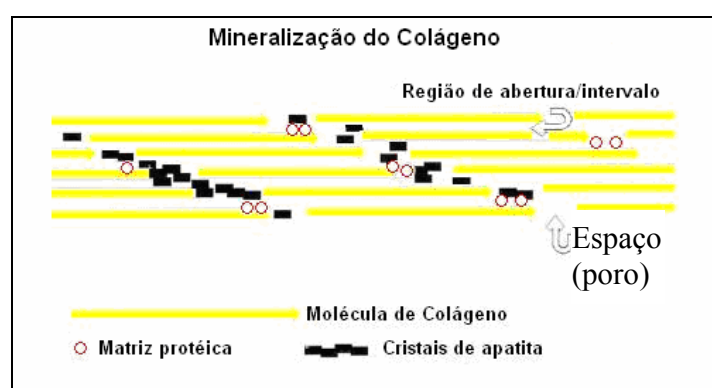 Mineralização do Colágeno
Região de abertura/intervalo
Espaço
(poro)
Molécula de Colágeno
Matriz protéica
Cristais de apatita